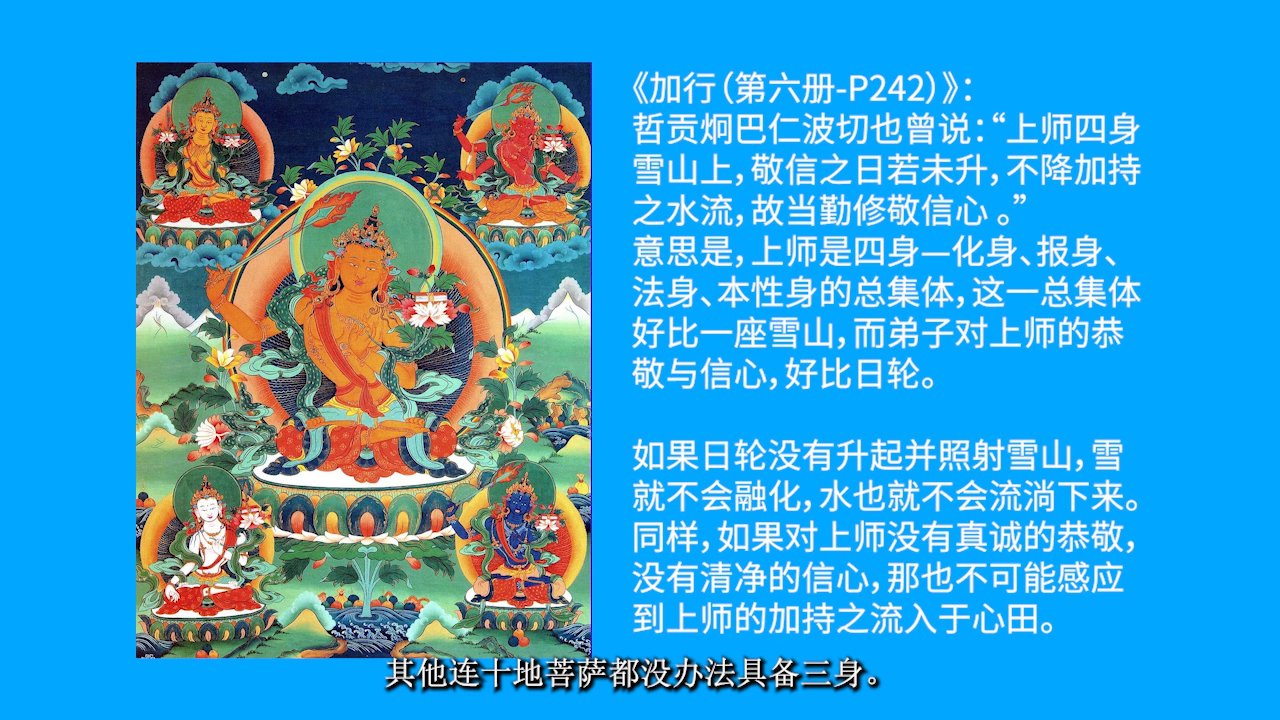 《加行（第六册-P242）》：
哲贡炯巴仁波切也曾说：“上师四身
雪山上，敬信之日若未升，不降加持
之水流，故当勤修敬信心 。”
意思是，上师是四身—化身、报身、
法身、本性身的总集体，这一总集体
好比一座雪山，而弟子对上师的恭
敬与信心，好比日轮。
如果日轮没有升起并照射雪山，雪
就不会融化，水也就不会流淌下来。
同样，如果对上师没有真诚的恭敬，
没有清净的信心，那也不可能感应
到上师的加持之流入于心田。
其他连十地菩萨都没办法具备三身。